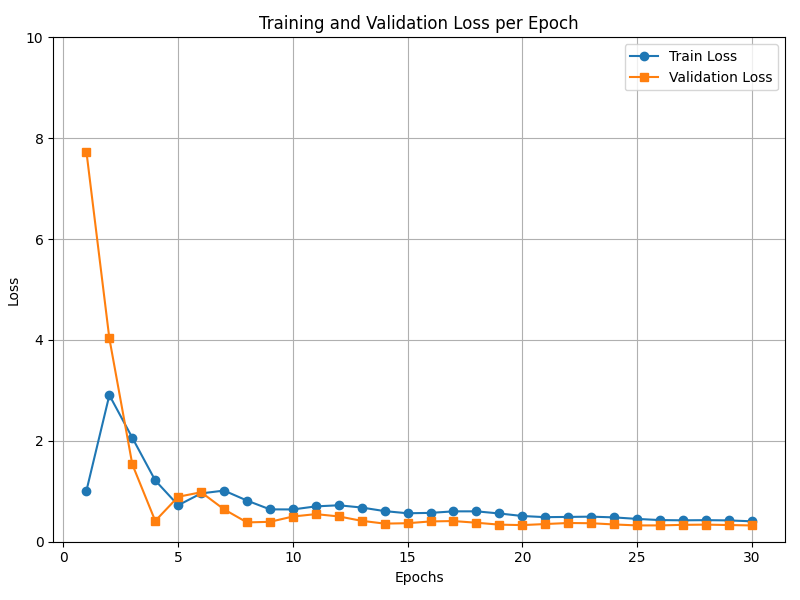 Training and Validation Loss per Epoch
Train Loss
Validation Loss
Loss
10
8
6
4
2
0
0 5 10 15 20 25 30
Epochs